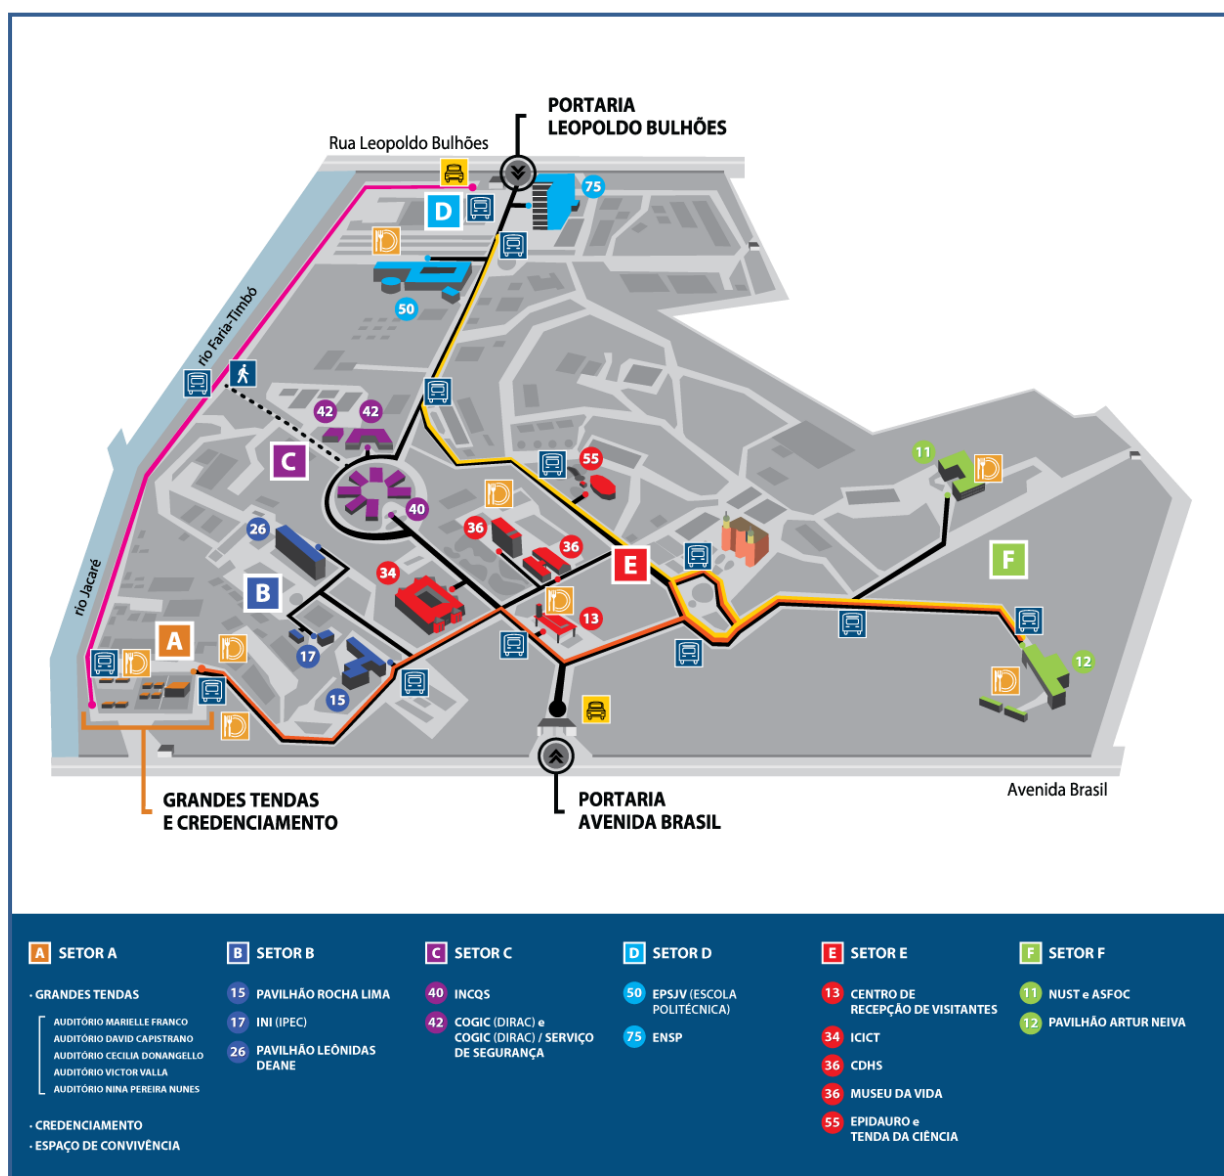 PORTARIA
LEOPOLDO BULHÕES
Rua Leopoldo Bulhões
75
D
50
rio Faria-Timbó
42
42
C
40
11
55
36
36
E
F
26
34
B
rio Jacaré
A
17
15
13
12
GRANDES TENDAS
E CREDENCIAMENTO
PORTARIA
AVENIDA BRASIL
Avenida Brasil
A SETOR A
· GRANDES TENDAS
AUDITÓRIO MARIELLE FRANCO
AUDITÓRIO DAVID CAPISTRANO
AUDITÓRIO CECILIA DONANGELLO
AUDITÓRIO VICTOR VALLA
AUDITÓRIO NINA PEREIRA NUNES
· CREDENCIAMENTO
· ESPAÇO DE CONVIVÊNCIA
B SETOR B
15 PAVILHÃO ROCHA LIMA
17 INI (IPEC)
26 PAVILHÃO LEÔNIDAS
DEANE
C SETOR C
40 INCQS
42 COGIC (DIRAC) e
COGIC (DIRAC) / SERVIÇO
DE SEGURANÇA
D SETOR D
50 EPSJV (ESCOLA
POLITÉCNICA)
75 ENSP
E SETOR E
13 CENTRO DE
RECEPÇÃO DE VISITANTES
34 ICICT
36 CDHS
36 MUSEU DA VIDA
55 EPIDAURO e
TENDA DA CIÊNCIA
F SETOR F
11 NUST e ASFOC
12 PAVILHÃO ARTUR NEIVA